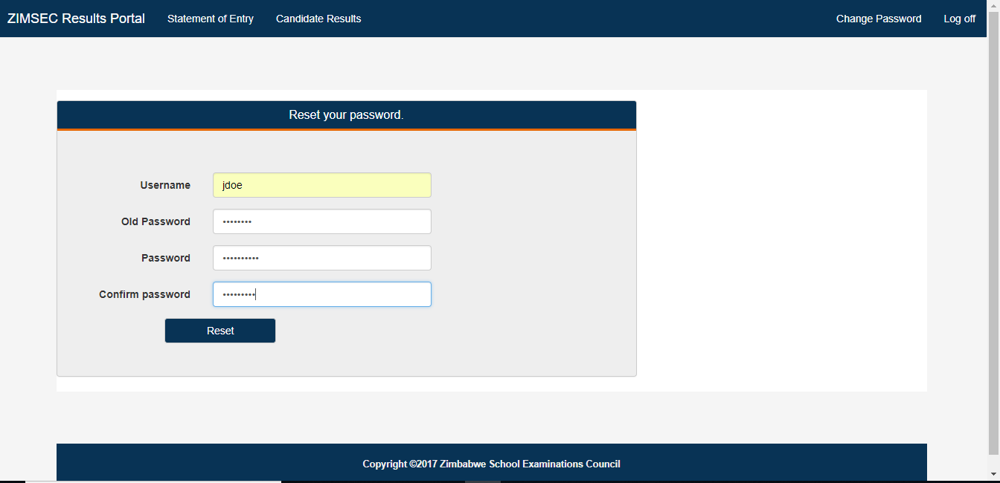 ZIMSEC Results Portal Statement of Entry Candidate Results Change Password Log off
Reset your password.
Username jdoe
Old Password ••••••••
Password ••••••••••
Confirm password •••••••••
Reset
Copyright ©2017 Zimbabwe School Examinations Council